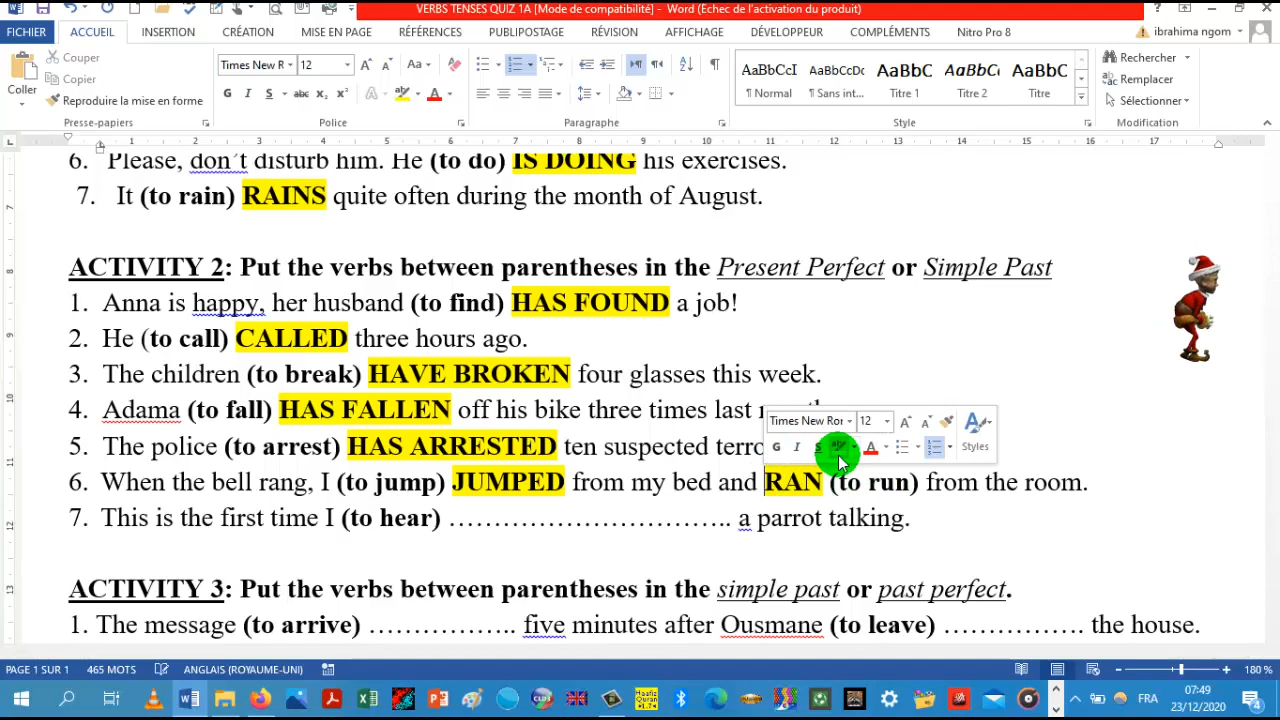 VERBS TENSES QUIZ 1A [Mode de compatibilité] - Word (Échec de l'activation du produit)
FICHIER ACCUEIL INSERTION CRÉATION MISE EN PAGE RÉFÉRENCES PUBLIPOSTAGE RÉVISION AFFICHAGE DÉVELOPPEUR COMPLÉMENTS Nitro Pro 8 ibrahima ngom
Couper
Copier
Reproduire la mise en forme
Coller
Times New R 12
AaBbCcI AaBbCcDc AaBbC AaBbC AaBbC
¶ Normal ¶ Sans int... Titre 1 Titre 2 Titre
Rechercher
Remplacer
Sélectionner
Presse-papiers Police Paragraphe Style Modification
6. Please, don't disturb him. He (to do) IS DOING his exercises.
7. It (to rain) RAINS quite often during the month of August.
ACTIVITY 2: Put the verbs between parentheses in the Present Perfect or Simple Past
1. Anna is happy, her husband (to find) HAS FOUND a job!
2. He (to call) CALLED three hours ago.
3. The children (to break) HAVE BROKEN four glasses this week.
4. Adama (to fall) HAS FALLEN off his bike three times last
5. The police (to arrest) HAS ARRESTED ten suspected
Times New Ror 12
G I S Styles
6. When the bell rang, I (to jump) JUMPED from my bed and RAN (to run) from the room.
7. This is the first time I (to hear) ………………………….. a parrot talking.
ACTIVITY 3: Put the verbs between parentheses in the simple past or past perfect.
1. The message (to arrive) …………….. five minutes after Ousmane (to leave) ……………. the house.
PAGE 1 SUR 1 465 MOTS ANGLAIS (ROYAUME-UNI) 180 %
FRA 07:49
23/12/2020